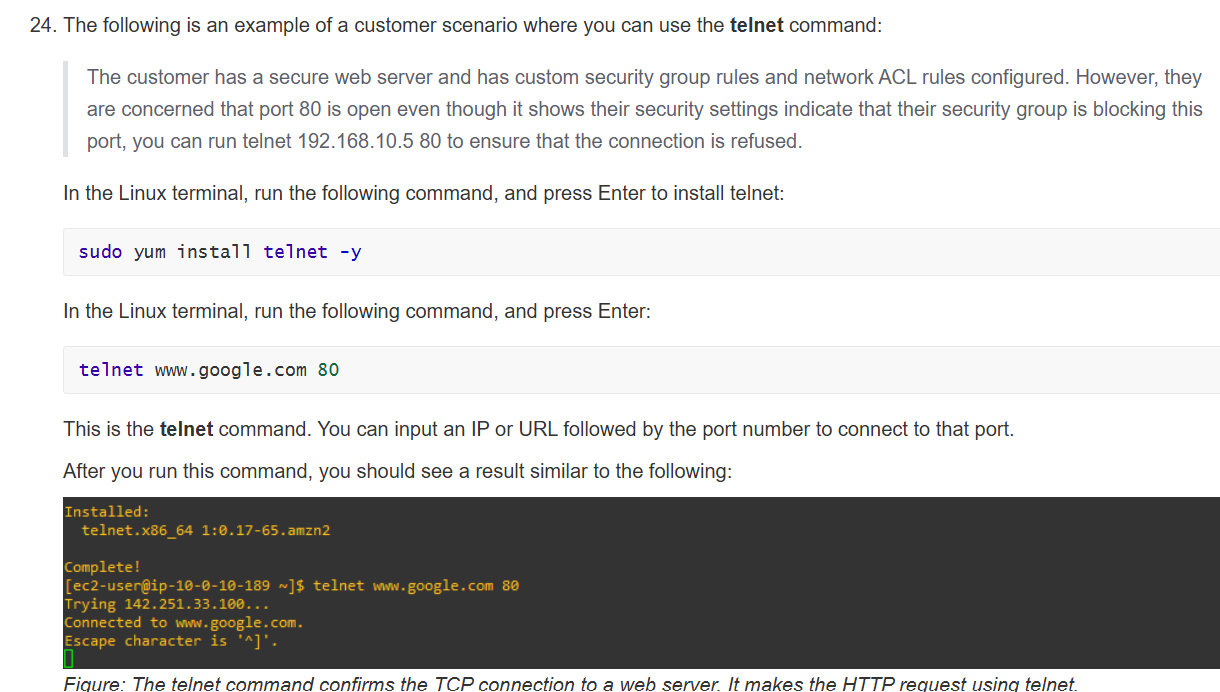 24. The following is an example of a customer scenario where you can use the telnet command:
The customer has a secure web server and has custom security group rules and network ACL rules configured. However, they
are concerned that port 80 is open even though it shows their security settings indicate that their security group is blocking this
port, you can run telnet 192.168.10.5 80 to ensure that the connection is refused.
In the Linux terminal, run the following command, and press Enter to install telnet:
sudo yum install telnet -y
In the Linux terminal, run the following command, and press Enter:
telnet www.google.com 80
This is the telnet command. You can input an IP or URL followed by the port number to connect to that port.
After you run this command, you should see a result similar to the following:
Installed:
  telnet.x86_64 1:0.17-65.amzn2
Complete!
[ec2-user@ip-10-0-10-189 ~]$ telnet www.google.com 80
Trying 142.251.33.100...
Connected to www.google.com.
Escape character is '^]'.
Figure: The telnet command confirms the TCP connection to a web server. It makes the HTTP request using telnet.